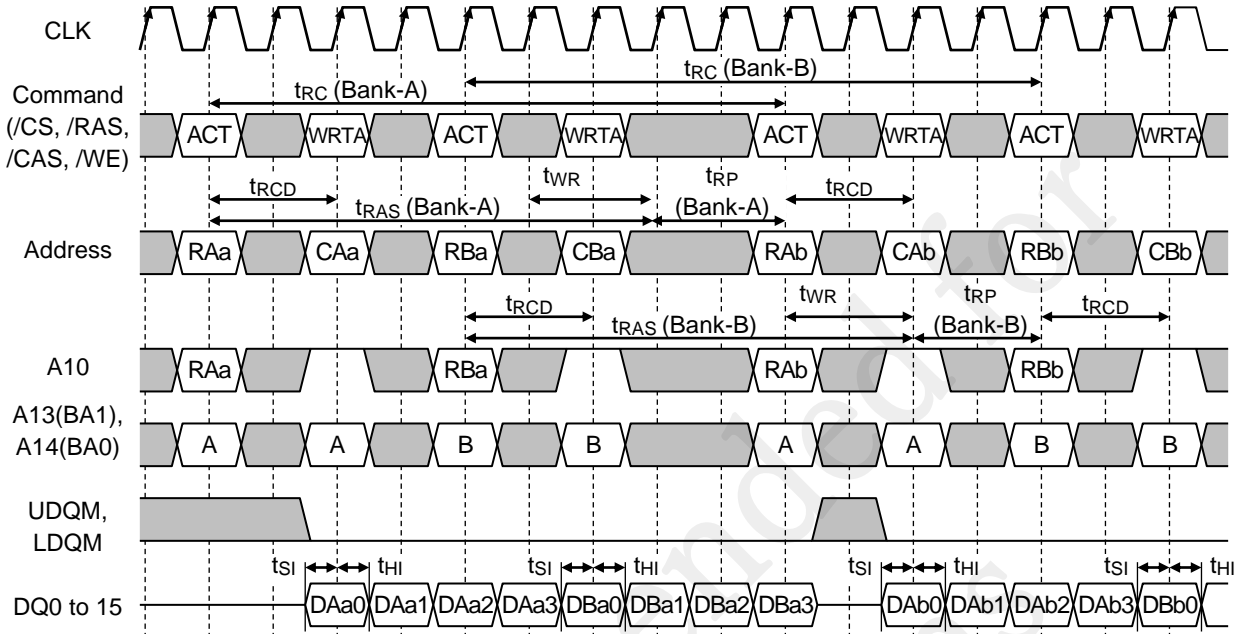 CLK
tRC (Bank-B)
tRC (Bank-A)
Command
(/CS, /RAS,
/CAS, /WE)
ACT WRTA ACT WRTA ACT WRTA ACT WRTA
tRCD tWR tRP tRCD
tRAS (Bank-A) (Bank-A)
Address RAa CAa RBa CBa RAb CAb RBb CBb
tRCD tWR tRP tRCD
tRAS (Bank-B) (Bank-B)
A10 RAa RBa RAb RBb
A13(BA1),
A14(BA0)
A A B B A A B B
UDQM,
LDQM
tSI tHI tSI tHI tSI tHI tSI tHI
DQ0 to 15 DAa0 DAa1 DAa2 DAa3 DBa0 DBa1 DBa2 DBa3 DAb0 DAb1 DAb2 DAb3 DBb0
ended for